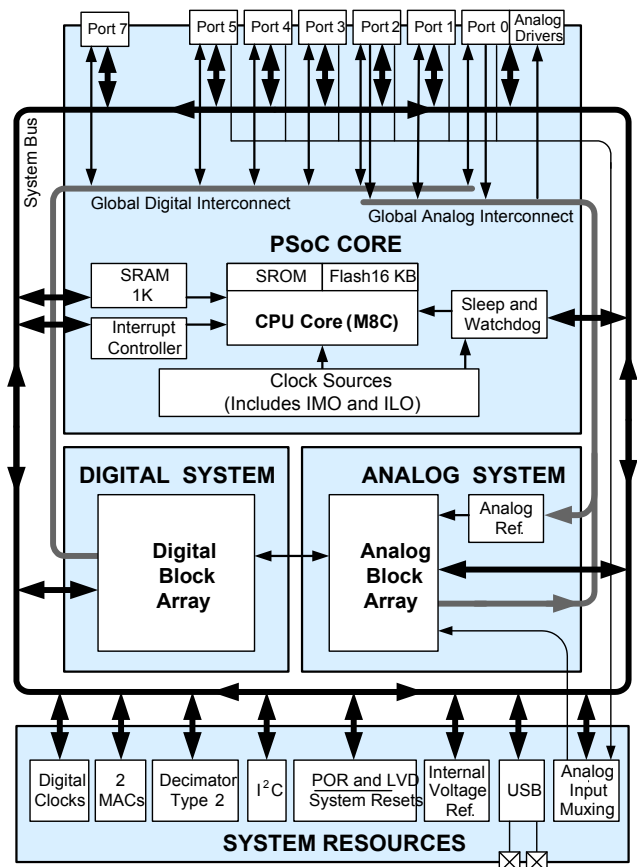 Port 7
Port 5
Port 4
Port 3
Port 2
Port 1
Port 0
Analog
Drivers
System Bus
Global Digital Interconnect
Global Analog Interconnect
PSoC CORE
SRAM
1K
SROM
Flash16 KB
CPU Core (M8C)
Sleep and
Watchdog
Interrupt
Controller
Clock Sources
(Includes IMO and ILO)
DIGITAL SYSTEM
ANALOG SYSTEM
Digital
Block
Array
Analog
Block
Array
Analog
Ref.
Digital
Clocks
2
MACs
Decimator
Type 2
I²C
POR and LVD
System Resets
Internal
Voltage
Ref.
USB
Analog
Input
Muxing
SYSTEM RESOURCES